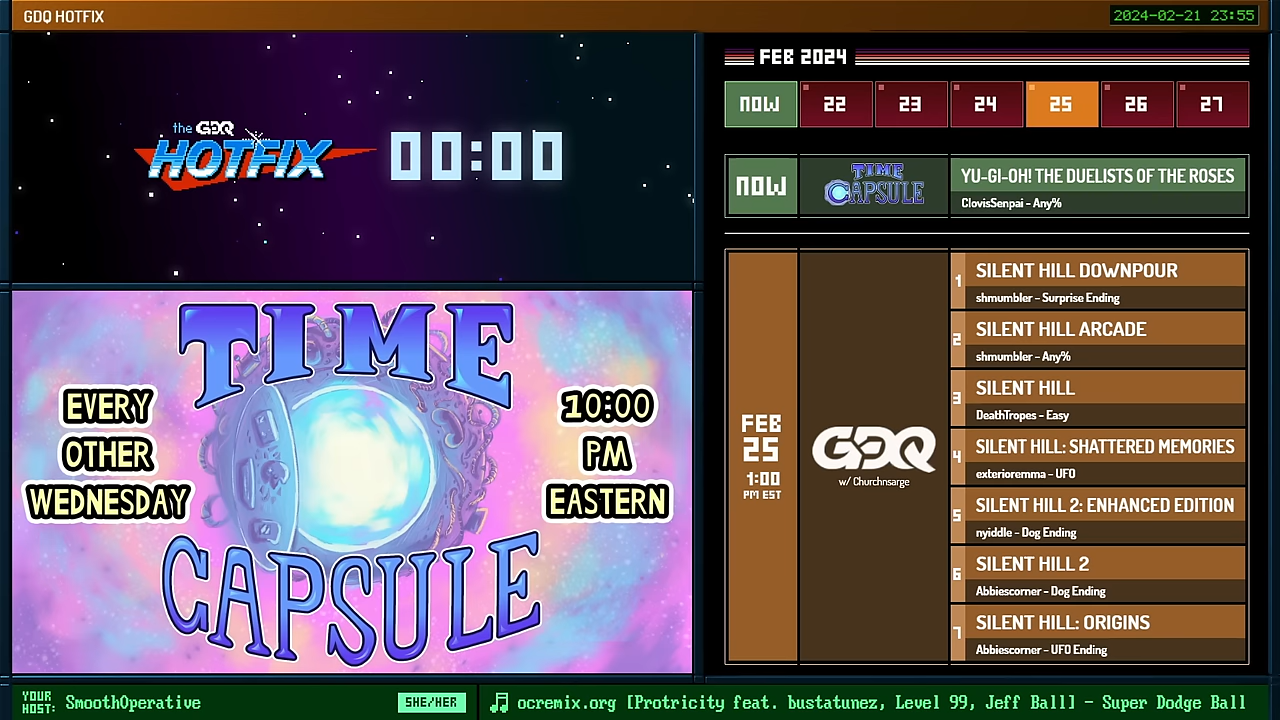 GDQ HOTFIX
2024-02-21 23:55
the GDQ
HOTFIX
00:00
TIME
CAPSULE
EVERY
OTHER
WEDNESDAY
10:00
PM
EASTERN
FEB 2024
NOW 22 23 24 25 26 27
NOW
TIME
CAPSULE
YU-GI-OH! THE DUELISTS OF THE ROSES
ClovisSenpai - Any%
FEB
25
1:00
PM EST
GDQ
w/ Churchnsarge
1 SILENT HILL DOWNPOUR
shmumbler - Surprise Ending
2 SILENT HILL ARCADE
shmumbler - Any%
3 SILENT HILL
DeathTropes - Easy
4 SILENT HILL: SHATTERED MEMORIES
exterioremma - UFO
5 SILENT HILL 2: ENHANCED EDITION
nyiddle - Dog Ending
6 SILENT HILL 2
Abbiescorner - Dog Ending
7 SILENT HILL: ORIGINS
Abbiescorner - UFO Ending
YOUR
HOST: SmoothOperative
SHE/HER
ocremix.org [Protricity feat. bustatunez, Level 99, Jeff Ball] - Super Dodge Ball